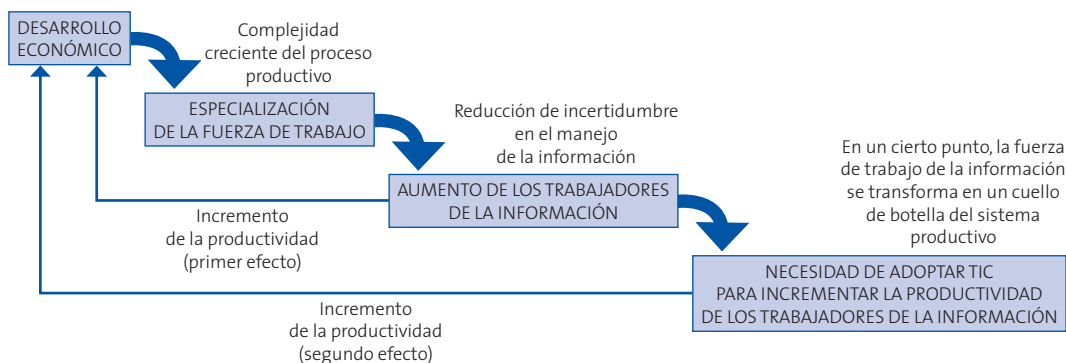 DESARROLLO
ECONÓMICO
Complejidad
creciente del proceso
productivo
ESPECIALIZACIÓN
DE LA FUERZA DE TRABAJO
Reducción de incertidumbre
en el manejo
de la información
AUMENTO DE LOS TRABAJADORES
DE LA INFORMACIÓN
En un cierto punto, la fuerza
de trabajo de la información
se transforma en un cuello
de botella del sistema
productivo
NECESIDAD DE ADOPTAR TIC
PARA INCREMENTAR LA PRODUCTIVIDAD
DE LOS TRABAJADORES DE LA INFORMACIÓN
Incremento
de la productividad
(primer efecto)
Incremento
de la productividad
(segundo efecto)